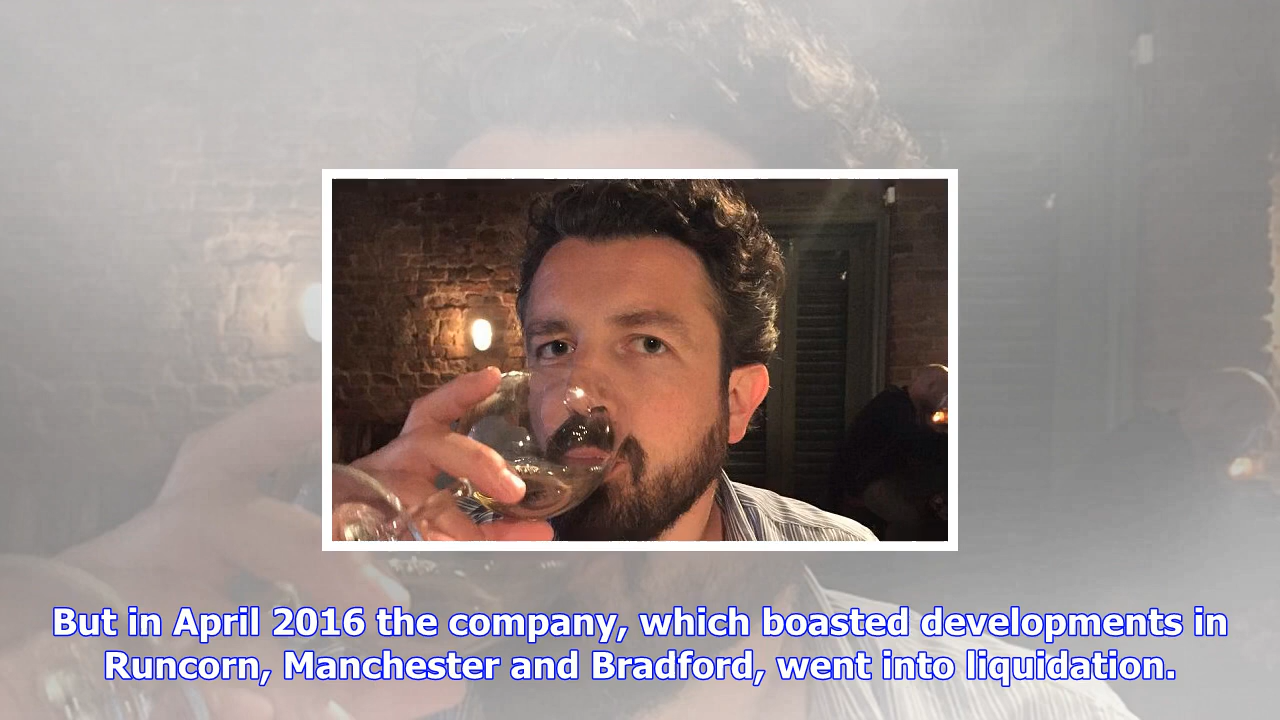 But in April 2016 the company, which boasted developments in
Runcorn, Manchester and Bradford, went into liquidation.